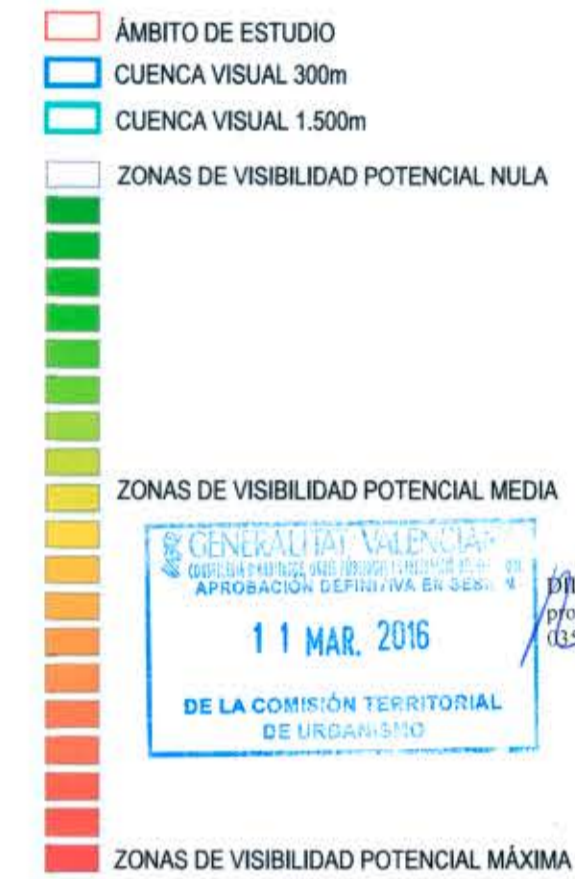 ÁMBITO DE ESTUDIO
CUENCA VISUAL 300m
CUENCA VISUAL 1.500m
ZONAS DE VISIBILIDAD POTENCIAL NULA
ZONAS DE VISIBILIDAD POTENCIAL MEDIA
GENERALITAT VALENCIANA
APROBACIÓN DEFINITIVA EN
11 MAR. 2016
DE LA COMISIÓN TERRITORIAL
DE URBANISMO
ZONAS DE VISIBILIDAD POTENCIAL MÁXIMA